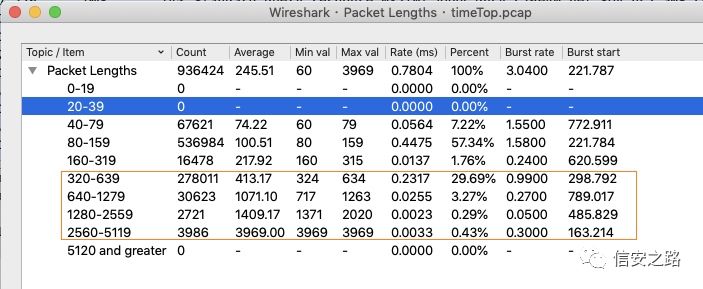 Wireshark · Packet Lengths · timeTop.pcap
Topic / Item Count Average Min val Max val Rate (ms) Percent Burst rate Burst start
Packet Lengths 936424 245.51 60 3969 0.7804 100% 3.0400 221.787
0-19 0 - - - 0.0000 0.00% - -
20-39 0 - - - 0.0000 0.00% - -
40-79 67621 74.22 60 79 0.0564 7.22% 1.5500 772.911
80-159 536984 100.51 80 159 0.4475 57.34% 1.5800 221.784
160-319 16478 217.92 160 315 0.0137 1.76% 0.2400 620.599
320-639 278011 413.17 324 634 0.2317 29.69% 0.9900 298.792
640-1279 30623 1071.10 717 1263 0.0255 3.27% 0.2700 789.017
1280-2559 2721 1409.17 1371 2020 0.0023 0.29% 0.0500 485.829
2560-5119 3986 3969.00 3969 3969 0.0033 0.43% 0.3000 163.214
5120 and greater 0 - - - 0.0000 0.00% - -
信安之路